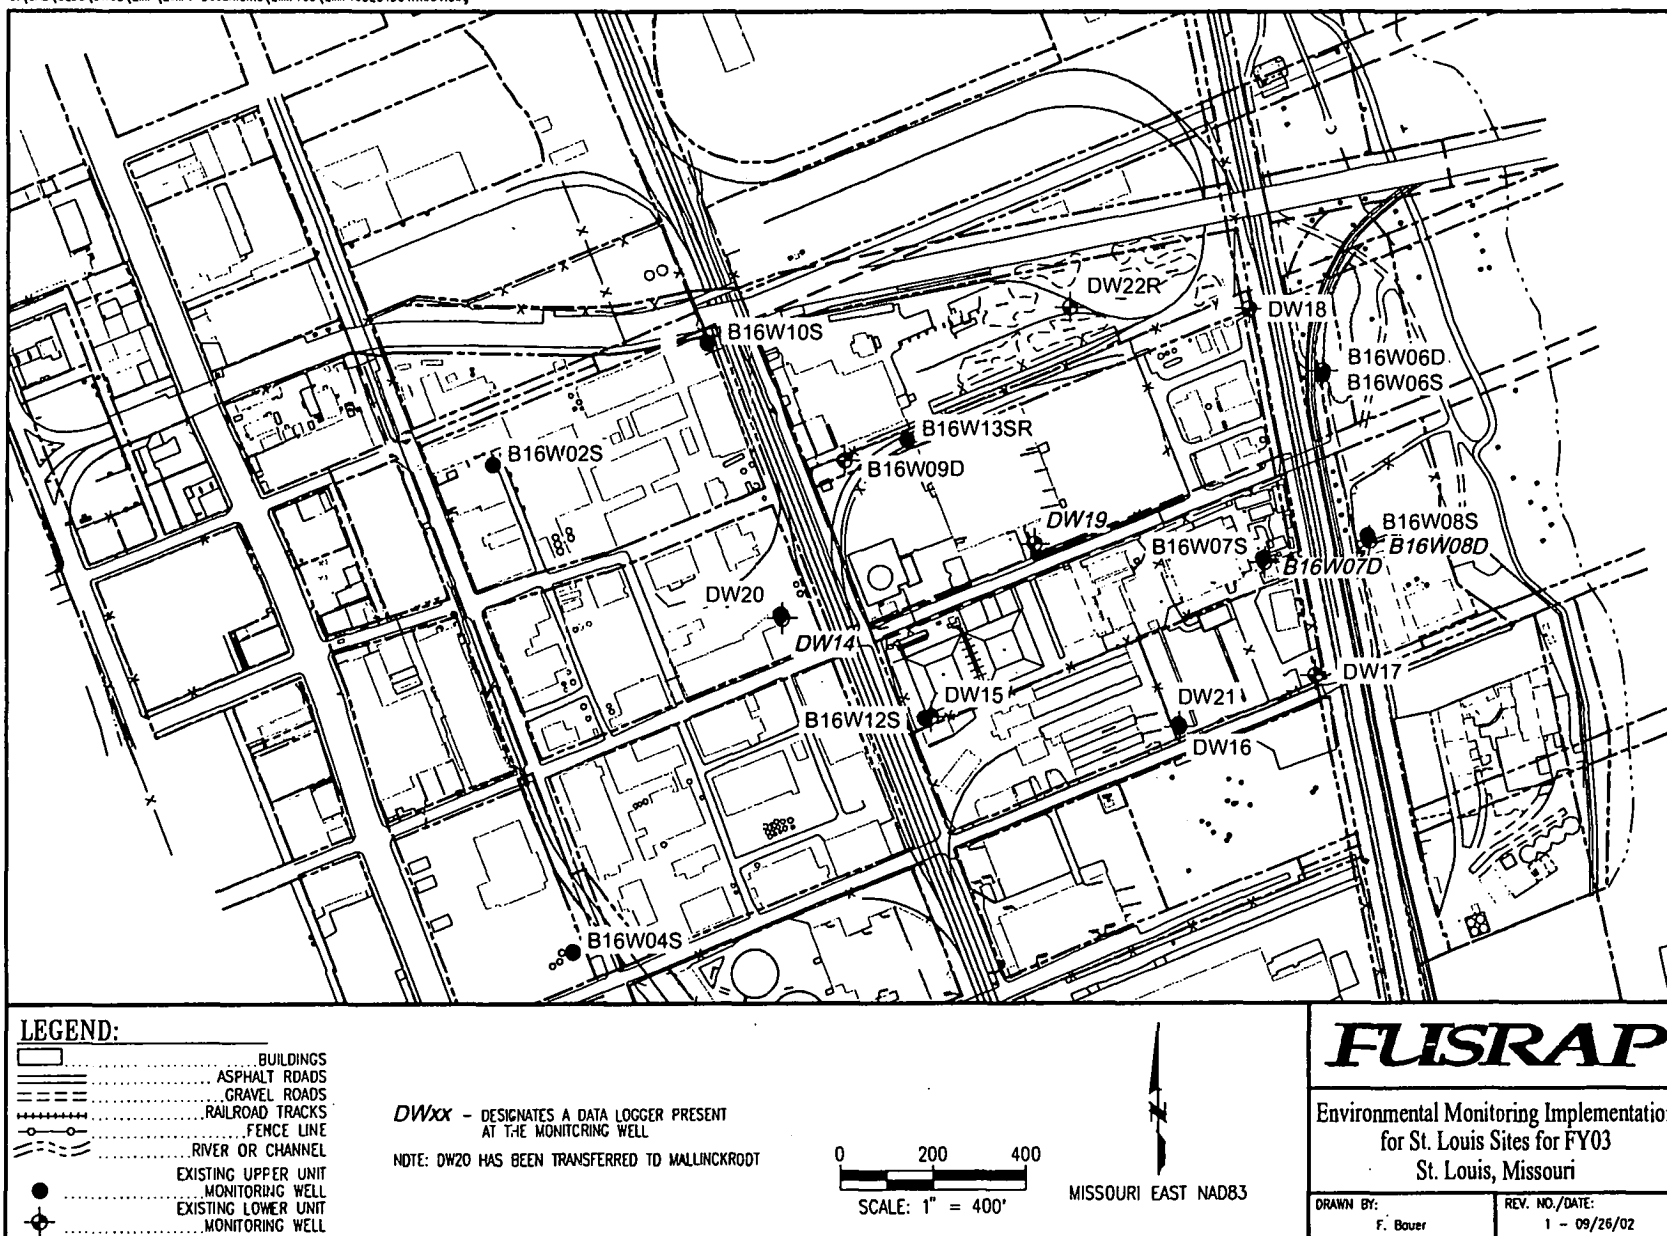 DW22R
DW18
B16W10S
B16W06D
B16W06S
B16W13SR
B16W02S
B16W09D
DW19
B16W08S
B16W07S
B16W08D
B16W07D
DW20
DW14
DW17
DW15
DW21
B16W12S
DW16
B16W04S
LEGEND:
BUILDINGS
ASPHALT ROADS
GRAVEL ROADS
RAILROAD TRACKS
FENCE LINE
RIVER OR CHANNEL
EXISTING UPPER UNIT
MONITORING WELL
EXISTING LOWER UNIT
MONITORING WELL
DWxx - DESIGNATES A DATA LOGGER PRESENT
AT THE MONITORING WELL
NOTE: DW20 HAS BEEN TRANSFERRED TO MALLINCKRODT
0 200 400
SCALE: 1" = 400'
MISSOURI EAST NAD83
FUSRAP
Environmental Monitoring Implementatio
for St. Louis Sites for FY03
St. Louis, Missouri
DRAWN BY:
F. Bauer
REV. NO./DATE:
1 - 09/26/02